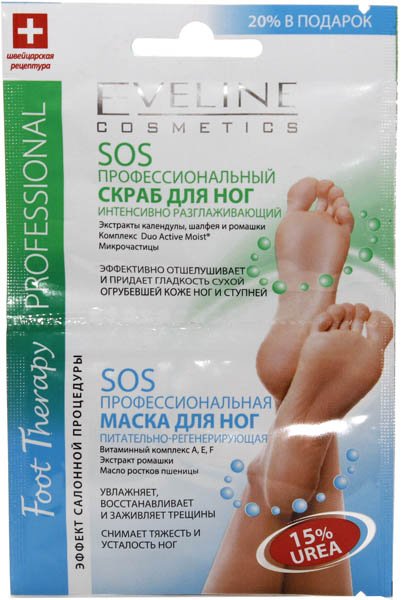 20% В ПОДАРОК
швейцарская
рецептура
EVELINE
COSMETICS
SOS
ПРОФЕССИОНАЛЬНЫЙ
СКРАБ ДЛЯ НОГ
ИНТЕНСИВНО РАЗГЛАЖИВАЮЩИЙ
Экстракты календулы, шалфея и ромашки
Комплекс Duo Active Moist®
Микрочастицы
ЭФФЕКТИВНО ОТШЕЛУШИВАЕТ
И ПРИДАЕТ ГЛАДКОСТЬ СУХОЙ
ОГРУБЕВШЕЙ КОЖЕ НОГ И СТУПНЕЙ
Foot Therapy PROFESSIONAL
ЭФФЕКТ САЛОННОЙ ПРОЦЕДУРЫ
SOS
ПРОФЕССИОНАЛЬНАЯ
МАСКА ДЛЯ НОГ
ПИТАТЕЛЬНО-РЕГЕНЕРИРУЮЩАЯ
Витаминный комплекс A, E, F
Экстракт ромашки
Масло ростков пшеницы
УВЛАЖНЯЕТ,
ВОССТАНАВЛИВАЕТ
И ЗАЖИВЛЯЕТ ТРЕЩИНЫ
СНИМАЕТ ТЯЖЕСТЬ И
УСТАЛОСТЬ НОГ
15%
UREA